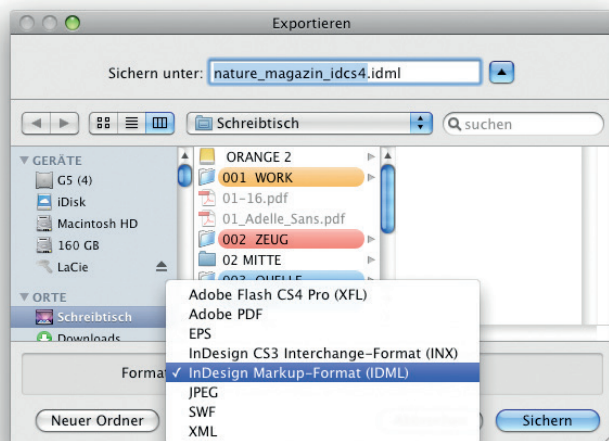 Exportieren
Sichern unter: nature_magazin_idcs4.idml
Schreibtisch
suchen
GERÄTE
G5 (4)
iDisk
Macintosh HD
160 GB
LaCie
ORTE
Schreibtisch
Downloads
ORANGE 2
001 WORK
01-16.pdf
01_Adelle_Sans.pdf
002 ZEUG
02 MITTE
003 QUELLE
Adobe Flash CS4 Pro (XFL)
Adobe PDF
EPS
InDesign CS3 Interchange-Format (INX)
Format
✓ InDesign Markup-Format (IDML)
JPEG
SWF
XML
Neuer Ordner
Sichern